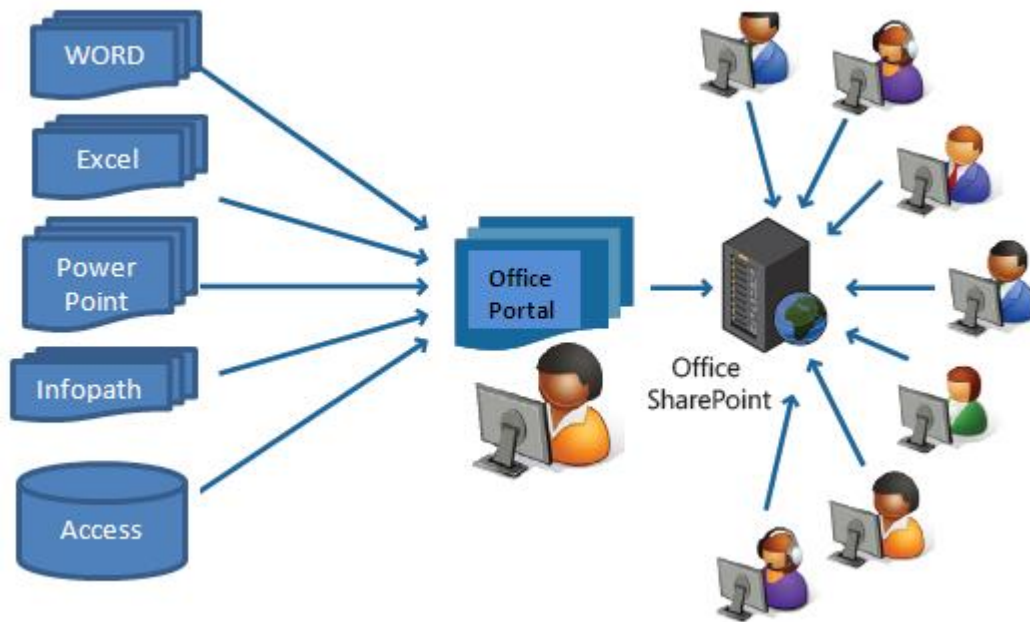 WORD
Excel
Power
Point
Infopath
Access
Office
Portal
Office
SharePoint